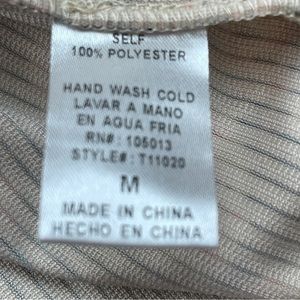 SELF
100% POLYESTER
HAND WASH COLD
LAVAR A MANO
EN AGUA FRIA
RN#: 105013
STYLE#: T11020
M
MADE IN CHINA
HECHO EN CHINA